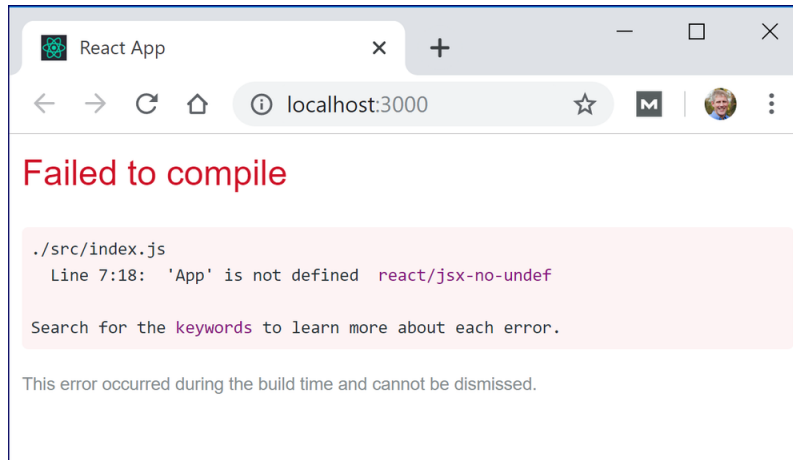 React App
localhost:3000
M
Failed to compile
./src/index.js
Line 7:18: 'App' is not defined react/jsx-no-undef
Search for the keywords to learn more about each error.
This error occurred during the build time and cannot be dismissed.